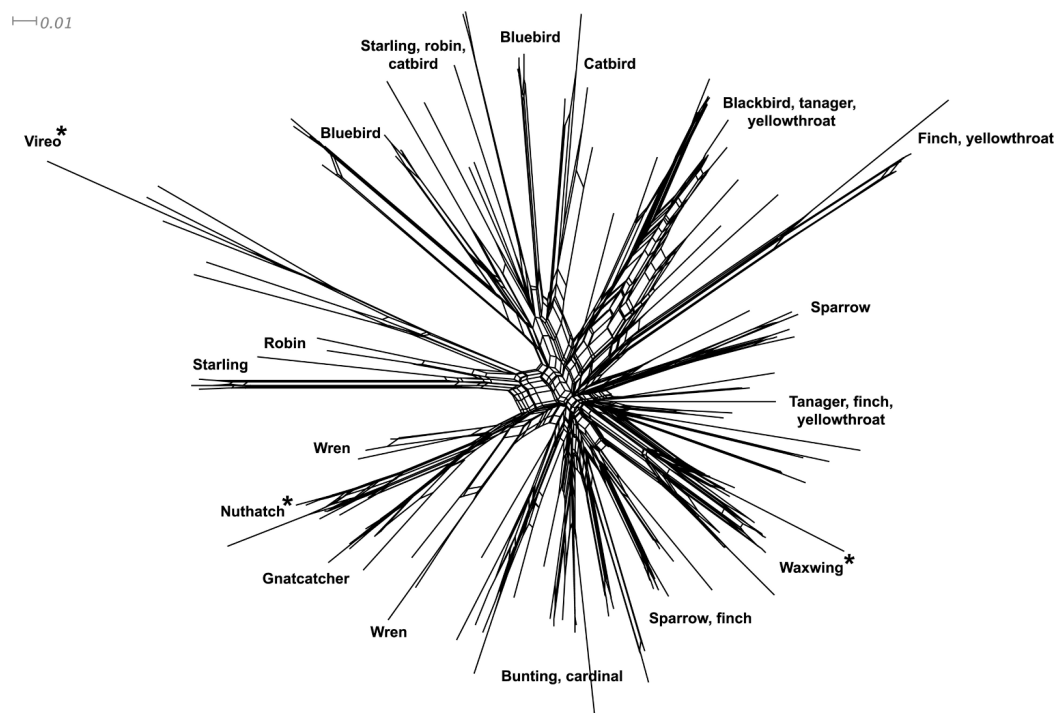 0.01
Bluebird
Starling, robin,
catbird
Catbird
Blackbird, tanager,
yellowthroat
Bluebird
Vireo*
Finch, yellowthroat
Sparrow
Robin
Starling
Tanager, finch,
yellowthroat
Wren
Nuthatch*
Waxwing*
Gnatcatcher
Sparrow, finch
Wren
Bunting, cardinal